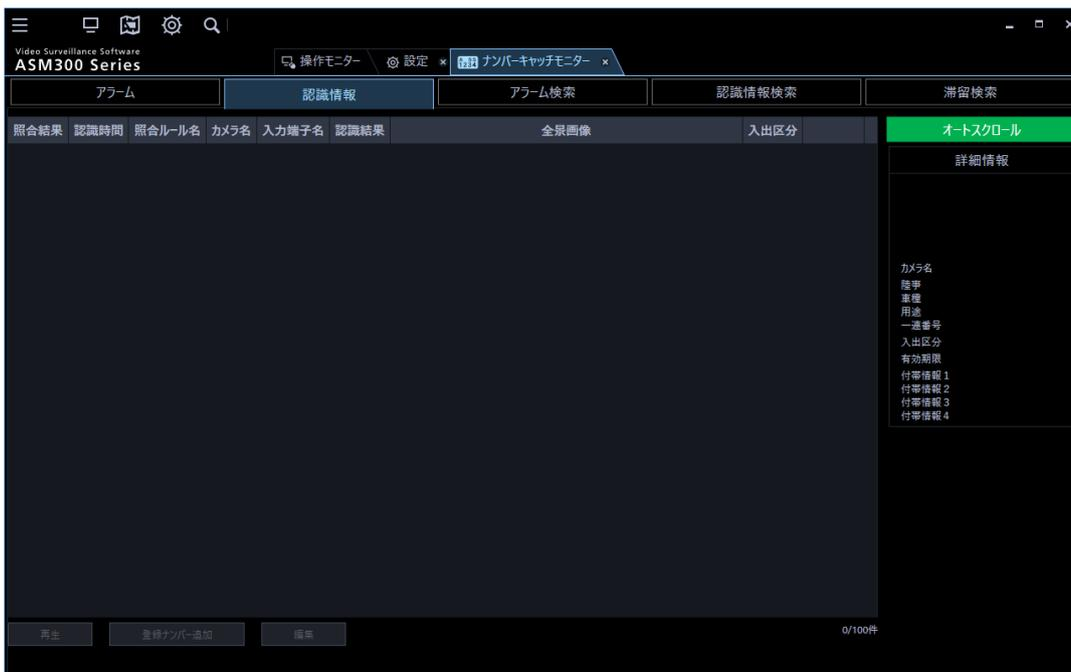 Video Surveillance Software
ASM300 Series
操作モニター 設定 ナンバーキャッチモニター
アラーム 認識情報 アラーム検索 認識情報検索 滞留検索
照合結果 認識時間 照合ルール名 カメラ名 入力端子名 認識結果 全景画像 入出区分
オートスクロール
詳細情報
カメラ名
陸事
車種
用途
一連番号
入出区分
有効期限
付帯情報1
付帯情報2
付帯情報3
付帯情報4
再生 登録ナンバー追加 編集 0/100件